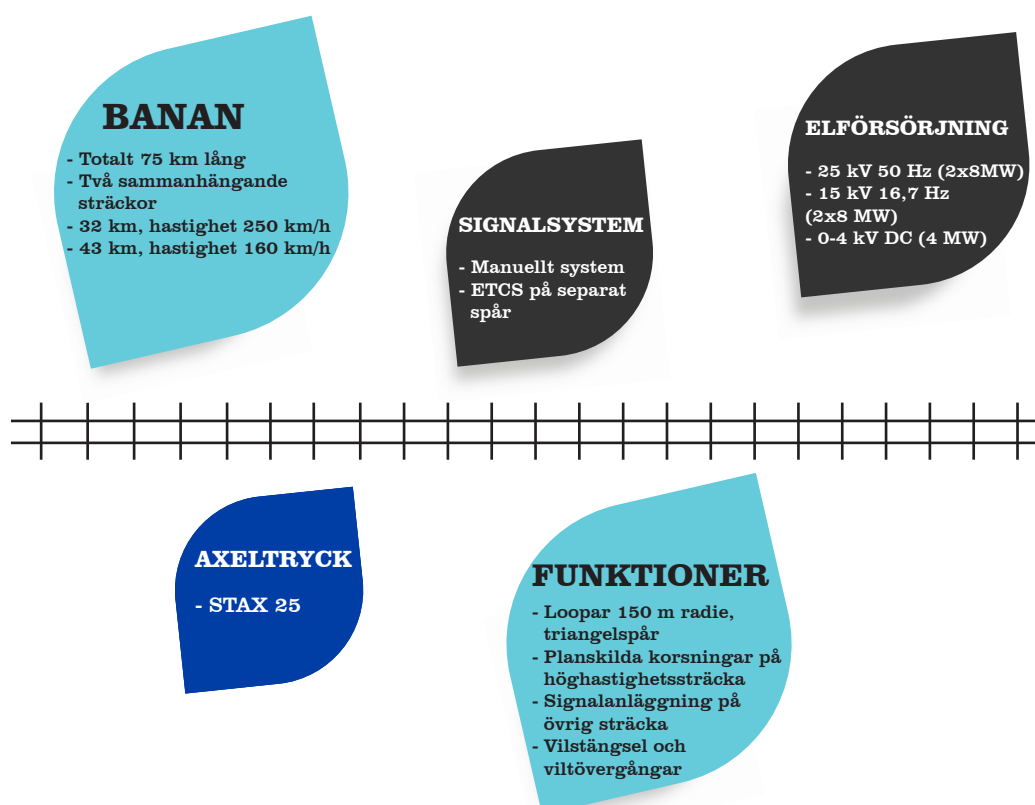 BANAN
- Totalt 75 km lång
- Två sammanhängande
sträckor
- 32 km, hastighet 250 km/h
- 43 km, hastighet 160 km/h
SIGNALSYSTEM
- Manuellt system
- ETCS på separat
spår
ELFÖRSÖRJNING
- 25 kV 50 Hz (2x8MW)
- 15 kV 16,7 Hz
(2x8 MW)
- 0-4 kV DC (4 MW)
AXELTRYCK
- STAX 25
FUNKTIONER
- Loopar 150 m radie,
triangelspår
- Planskilda korsningar på
höghastighetssträcka
- Signalanläggning på
övrig sträcka
- Vilstängsel och
viltövergångar